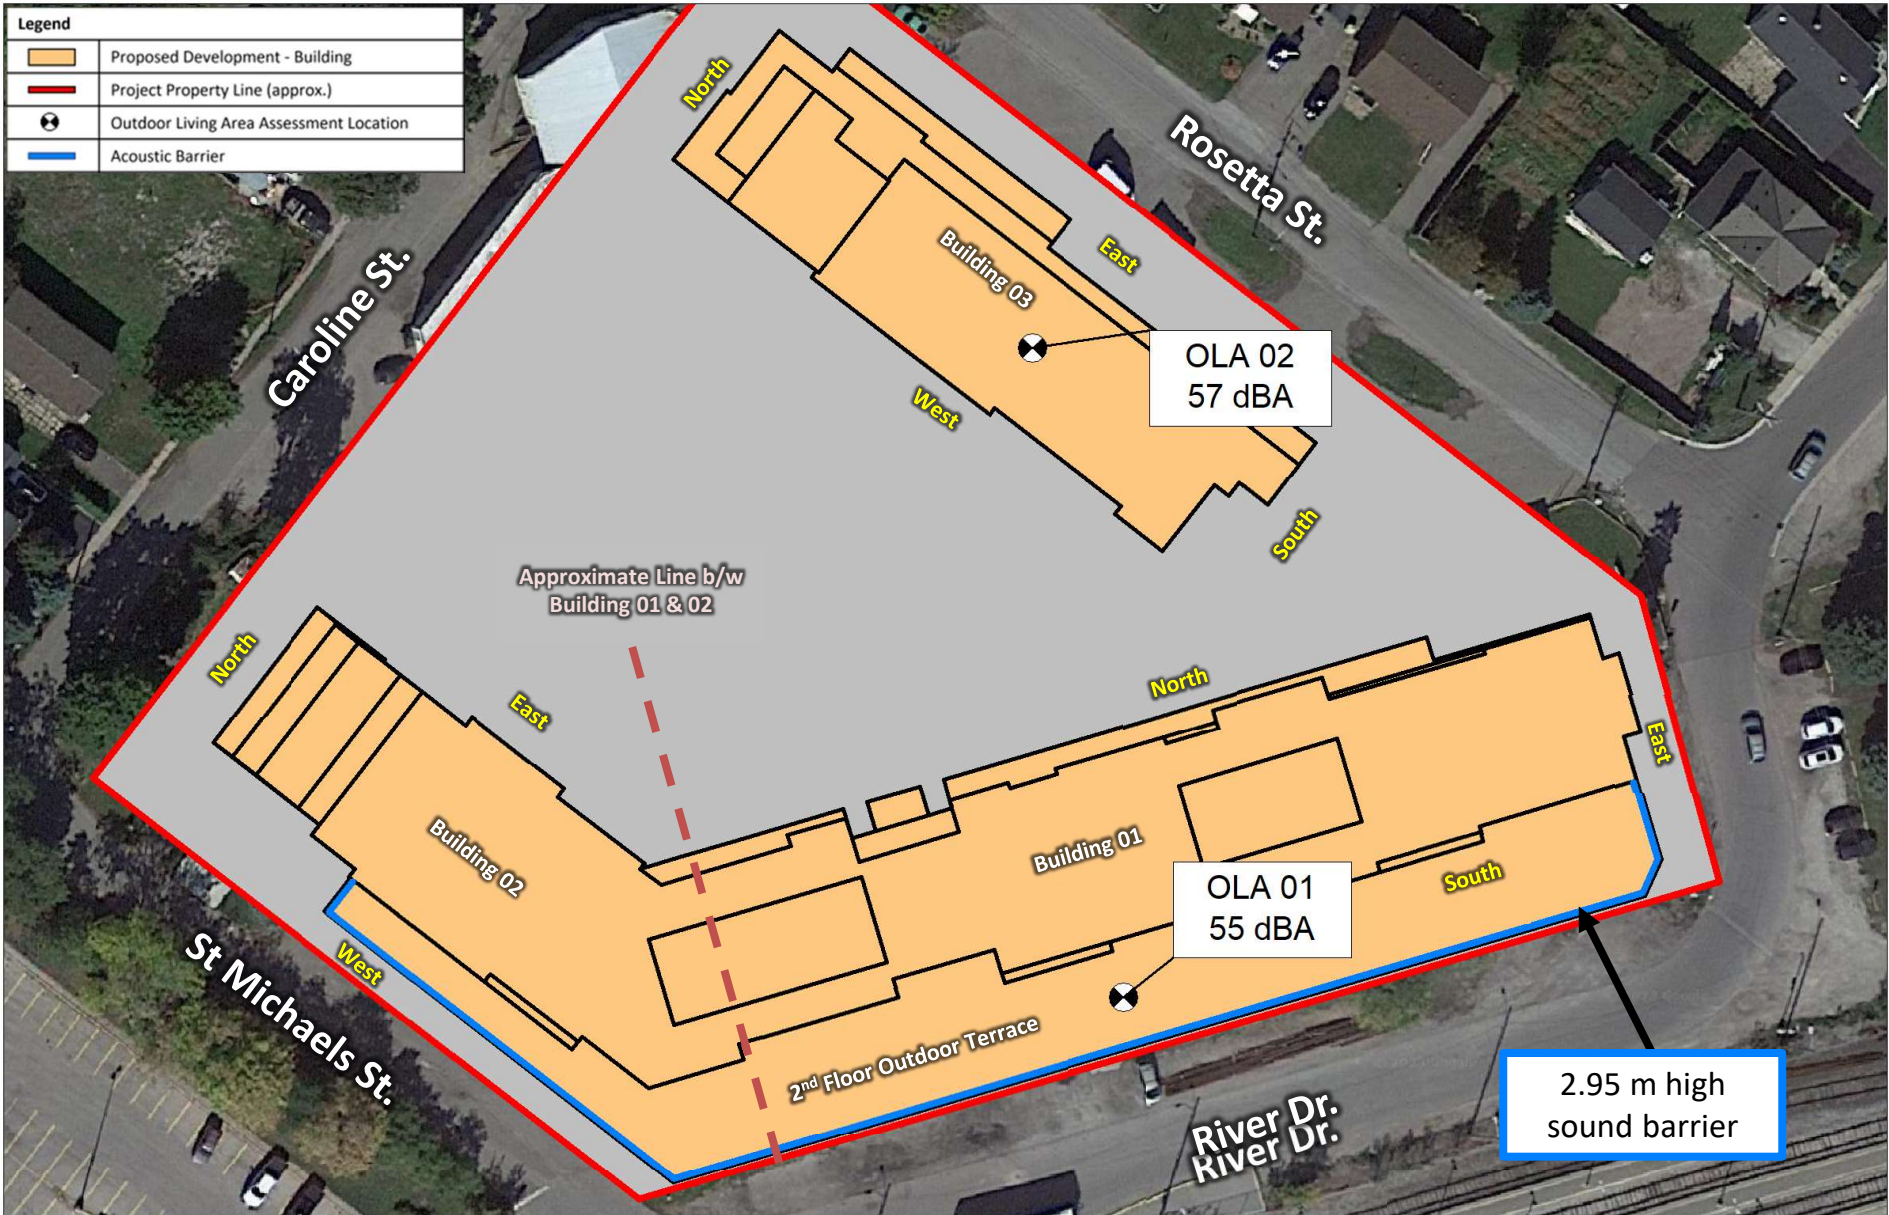 Legend
Proposed Development - Building
Project Property Line (approx.)
Outdoor Living Area Assessment Location
Acoustic Barrier
North
Rosetta St.
East
Building 03
Caroline St.
OLA 02
57 dBA
West
South
Approximate Line b/w
Building 01 & 02
North
East
North
East
Building 02
Building 01
OLA 01
55 dBA
South
West
St Michaels St.
2nd Floor Outdoor Terrace
2.95 m high
sound barrier
River Dr.
River Dr.